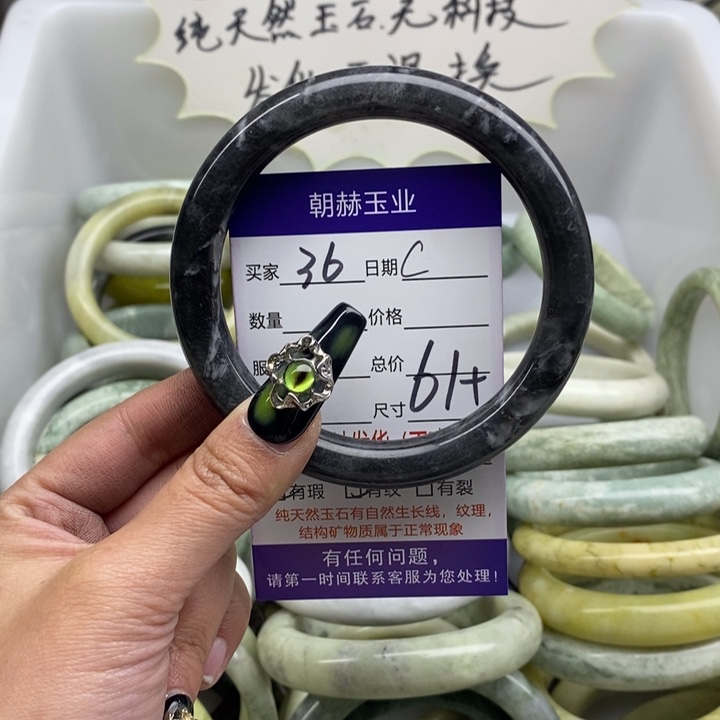 纯天然玉石.无科技
朝赫玉业
买家 36 日期 C
数量 价格
服 总价
尺寸 61+
有瑕 有纹 有裂
纯天然玉石有自然生长线，纹理，
结构矿物质属于正常现象
有任何问题，
请第一时间联系客服为您处理！